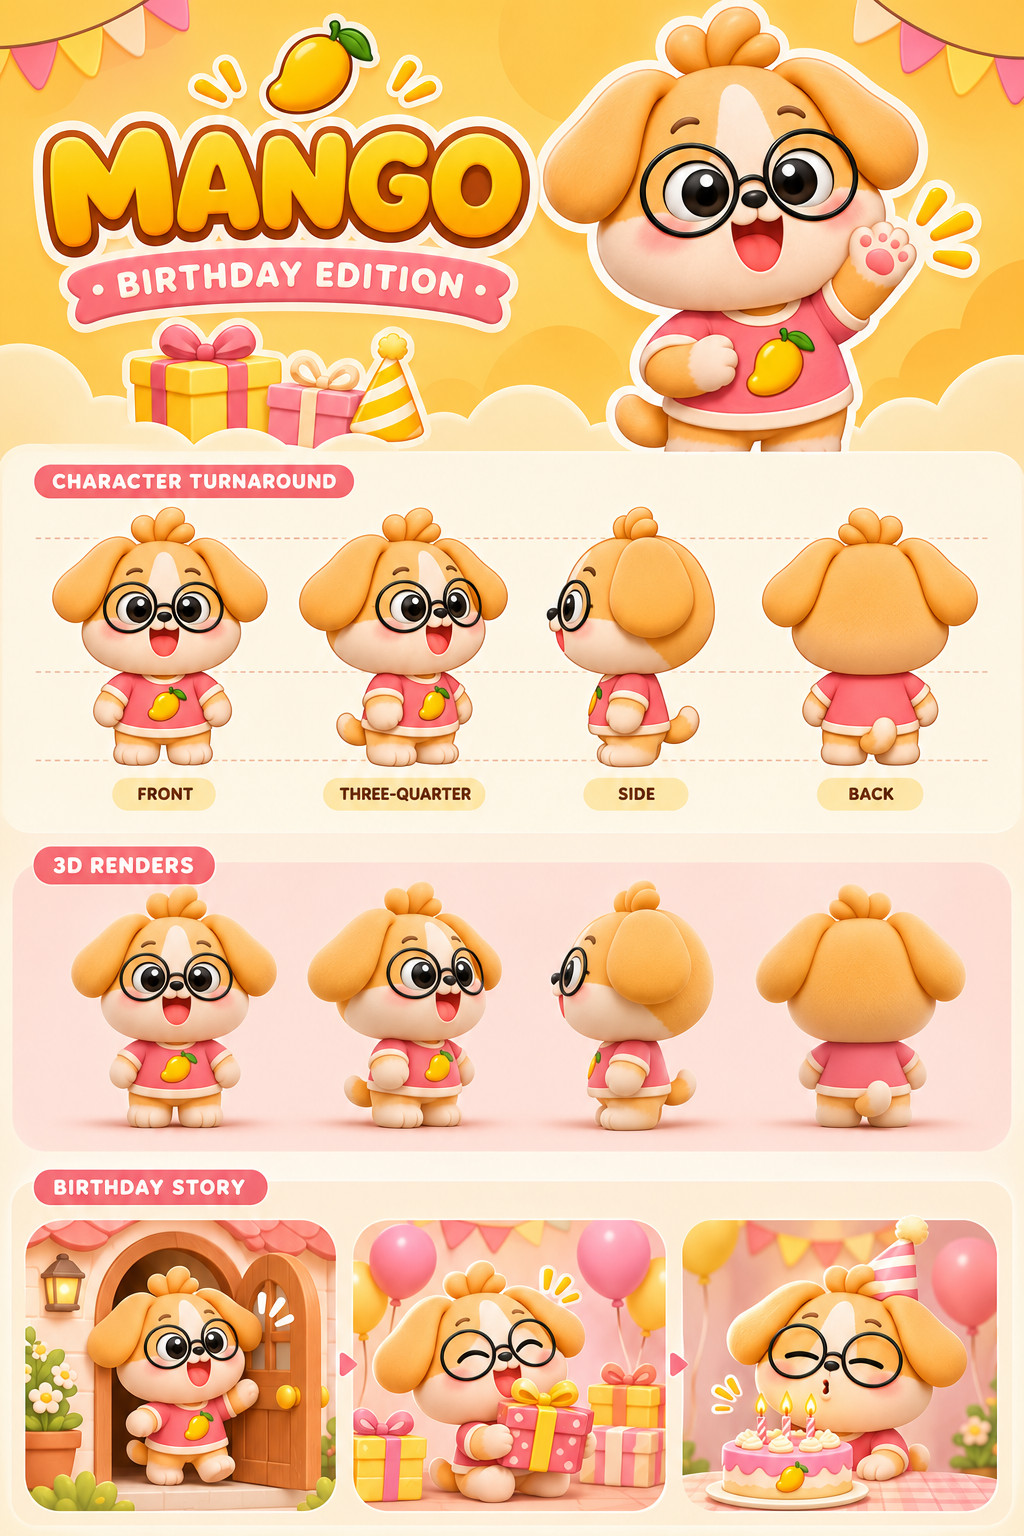 MANGO
• BIRTHDAY EDITION •
CHARACTER TURNAROUND
FRONT
THREE-QUARTER
SIDE
BACK
3D RENDERS
BIRTHDAY STORY